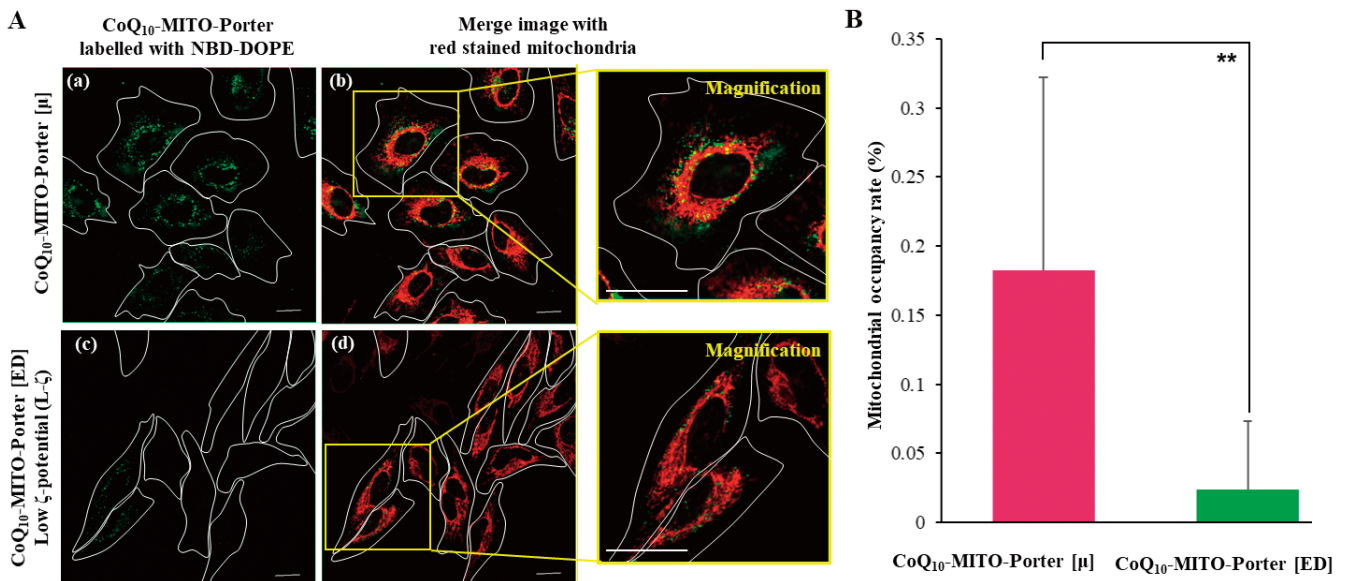 A
CoQ₁₀-MITO-Porter
labelled with NBD-DOPE
Merge image with
red stained mitochondria
CoQ₁₀-MITO-Porter [μ]
(a)
(b)
Magnification
CoQ₁₀-MITO-Porter [ED]
Low ζ-potential (L-ζ)
(c)
(d)
Magnification
B
Mitochondrial occupancy rate (%)
0.35
0.3
0.25
0.2
0.15
0.1
0.05
0
**
CoQ₁₀-MITO-Porter [μ]
CoQ₁₀-MITO-Porter [ED]